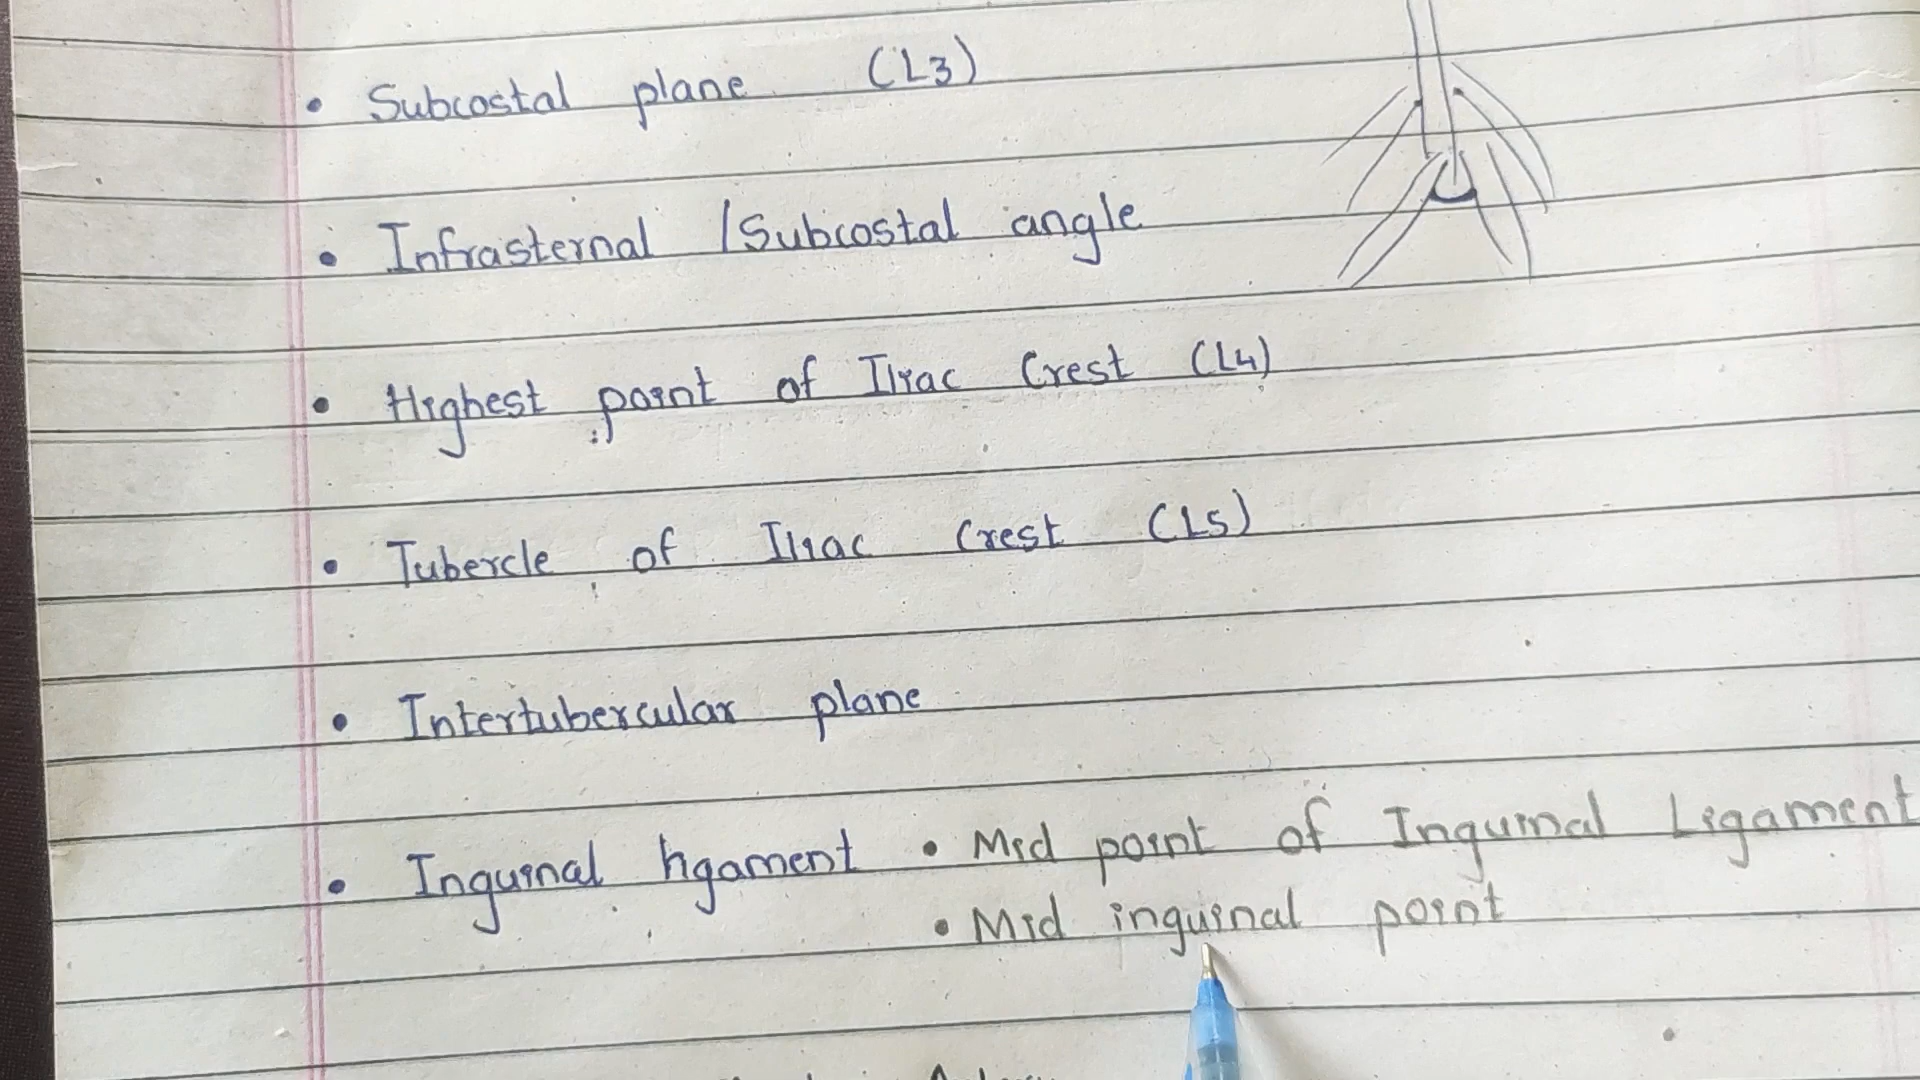 • Subcostal plane (L3)
• Infrasternal /Subcostal angle
• Highest point of Iliac Crest (L4)
• Tubercle of Iliac Crest (L5)
• Intertubercular plane
• Inguinal ligament • Mid point of Inguinal Ligament
• Mid inguinal point